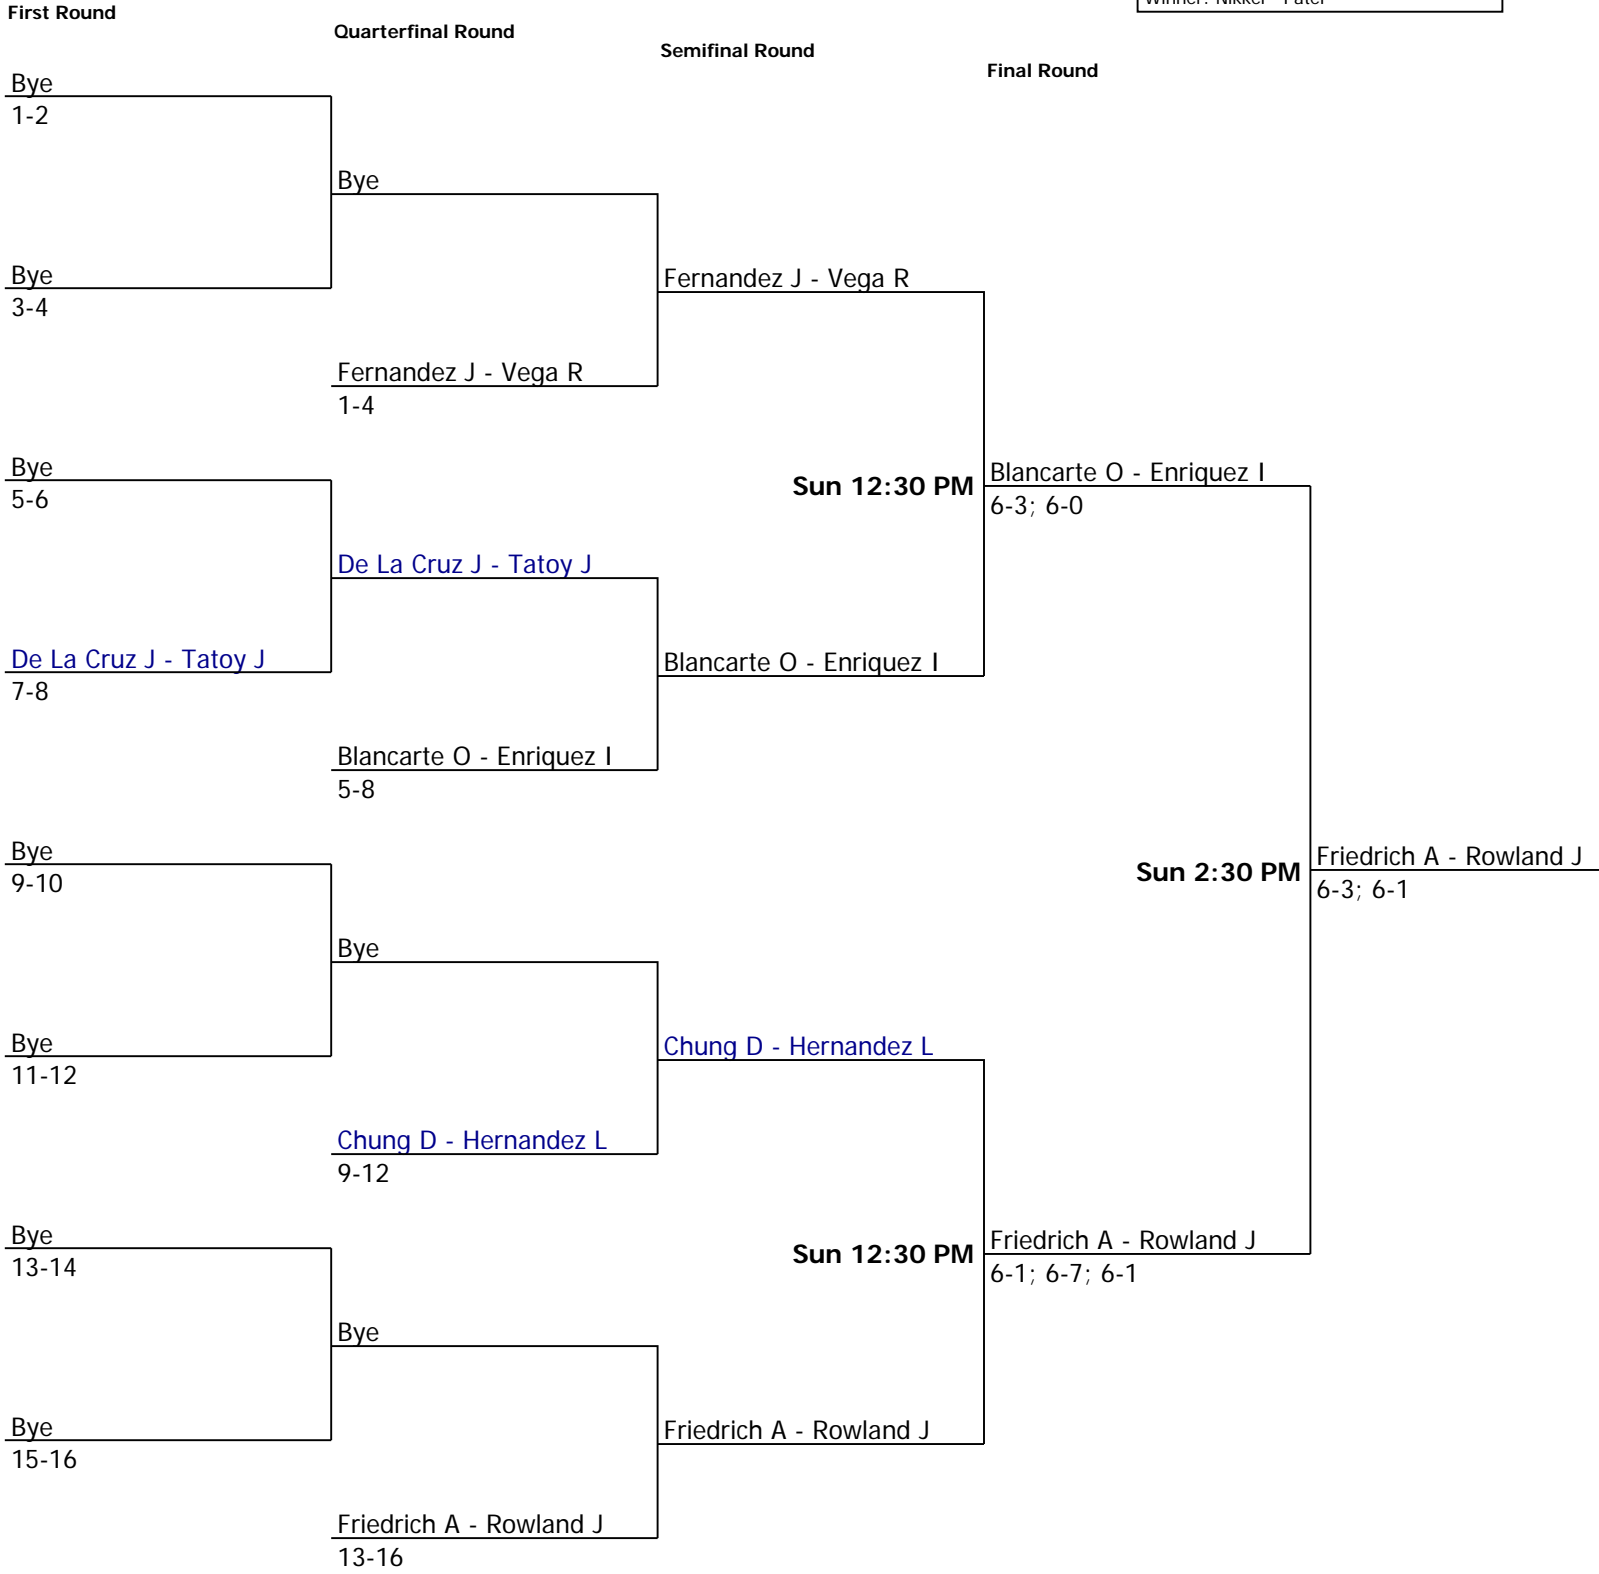 Winner: Nikkel - Patel
First Round
Quarterfinal Round
Semifinal Round
Final Round
Bye
1-2
Bye
Bye
3-4
Fernandez J - Vega R
Fernandez J - Vega R
1-4
Bye
5-6
Sun 12:30 PM
Blancarte O - Enriquez I
6-3; 6-0
De La Cruz J - Tatoy J
De La Cruz J - Tatoy J
7-8
Blancarte O - Enriquez I
Blancarte O - Enriquez I
5-8
Bye
9-10
Sun 2:30 PM
Friedrich A - Rowland J
6-3; 6-1
Bye
Bye
11-12
Chung D - Hernandez L
Chung D - Hernandez L
9-12
Bye
13-14
Sun 12:30 PM
Friedrich A - Rowland J
6-1; 6-7; 6-1
Bye
Bye
15-16
Friedrich A - Rowland J
Friedrich A - Rowland J
13-16